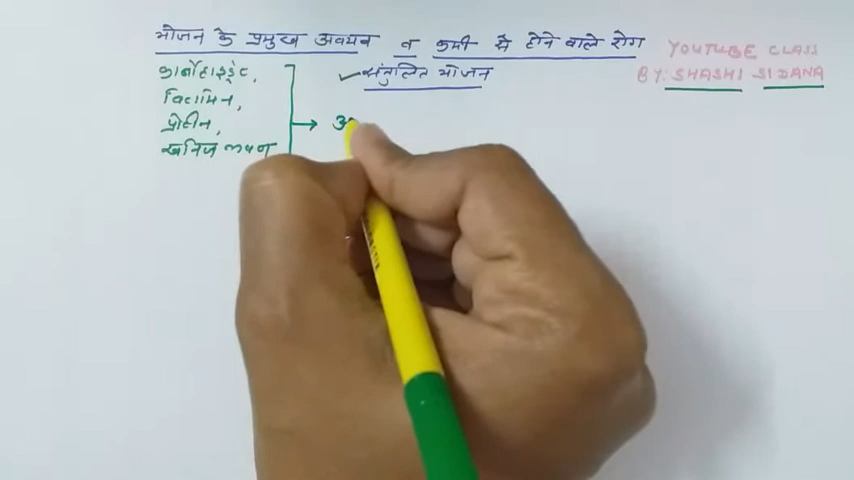 भोजन के प्रमुख अवयव व कमी से होने वाले रोग
YOUTUBE CLASS
BY: SHASHI SIDANA
✓ संतुलित भोजन
कार्बोहाइड्रेट,
विटामिन,
प्रोटीन,
खनिज लवण